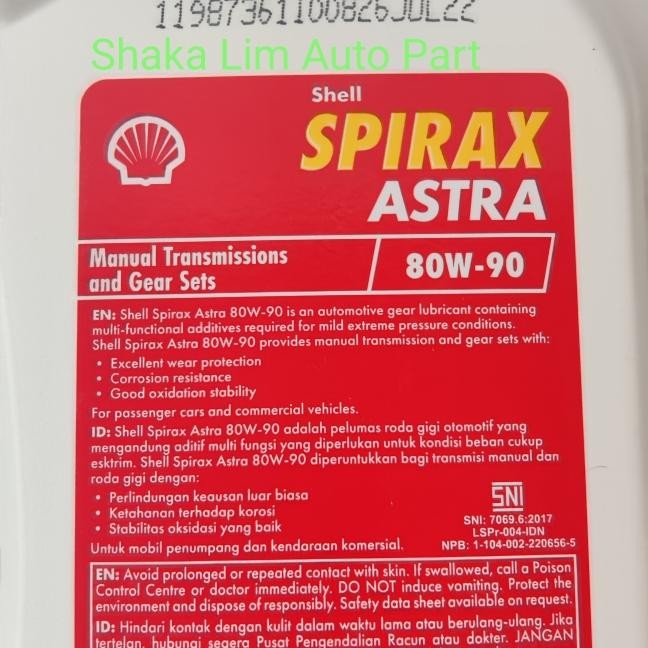 Shaka Lim Auto Part
Shell
SPIRAX
ASTRA
Manual Transmissions
and Gear Sets
80W-90
EN: Shell Spirax Astra 80W-90 is an automotive gear lubricant containing
multi-functional additives required for mild extreme pressure conditions.
Shell Spirax Astra 80W-90 provides manual transmission and gear sets with:
• Excellent wear protection
• Corrosion resistance
• Good oxidation stability
For passenger cars and commercial vehicles.
ID: Shell Spirax Astra 80W-90 adalah pelumas roda gigi otomotif yang
mengandung aditif multi fungsi yang diperlukan untuk kondisi beban cukup
esktrim. Shell Spirax Astra 80W-90 diperuntukkan bagi transmisi manual dan
roda gigi dengan:
• Perlindungan keausan luar biasa
• Ketahanan terhadap korosi
• Stabilitas oksidasi yang baik
Untuk mobil penumpang dan kendaraan komersial.
SNI
SNI: 7069.6:2017
LSPr-004-IDN
NPB: 1-104-002-220656-5
EN: Avoid prolonged or repeated contact with skin. If swallowed, call a Poison
Control Centre or doctor immediately. DO NOT induce vomiting. Protect the
environment and dispose of responsibly. Safety data sheet available on request.
ID: Hindari kontak dengan kulit dalam waktu lama atau berulang-ulang. Jika
tertelan, hubungi segera Pusat Pengendalian Racun atau dokter. JANGAN